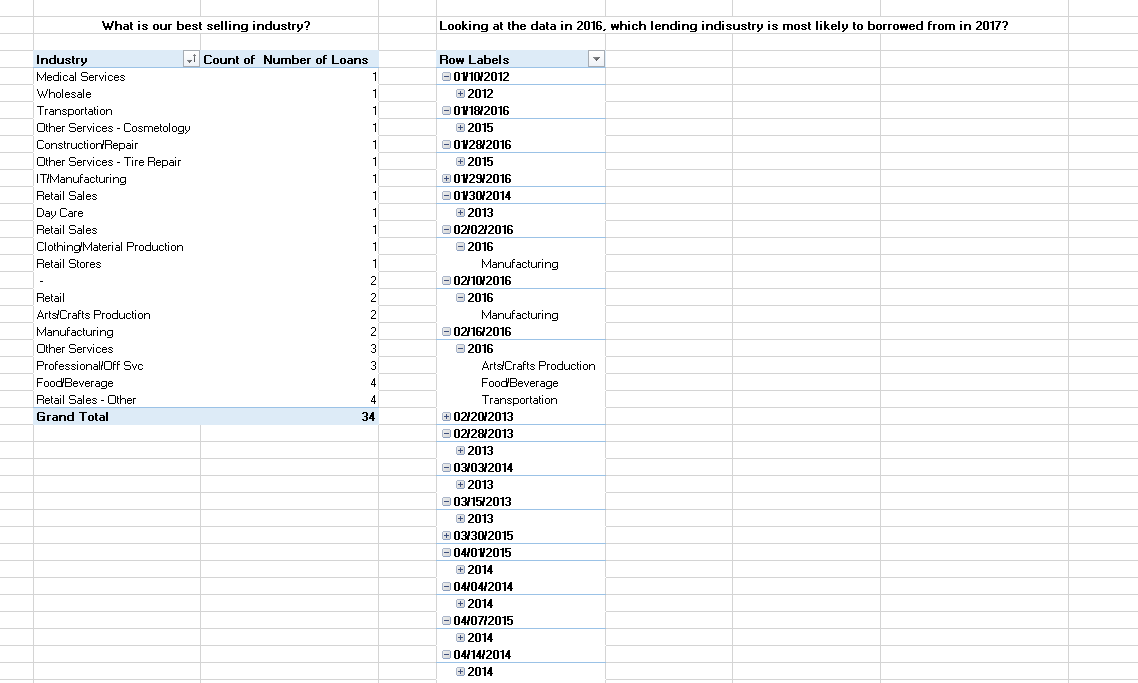 What is our best selling industry?
Looking at the data in 2016, which lending indisustry is most likely to borrowed from in 2017?
Industry Count of Number of Loans
Medical Services 1
Wholesale 1
Transportation 1
Other Services - Cosmetology 1
Construction/Repair 1
Other Services - Tire Repair 1
IT/Manufacturing 1
Retail Sales 1
Day Care 1
Retail Sales 1
Clothing/Material Production 1
Retail Stores 1
- 2
Retail 2
Arts/Crafts Production 2
Manufacturing 2
Other Services 3
Professional/Off Svc 3
Food/Beverage 4
Retail Sales - Other 4
Grand Total 34
Row Labels
01/10/2012
2012
01/18/2016
2015
01/28/2016
2015
01/29/2016
01/30/2014
2013
02/02/2016
2016
Manufacturing
02/10/2016
2016
Manufacturing
02/16/2016
2016
Arts/Crafts Production
Food/Beverage
Transportation
02/20/2013
02/28/2013
2013
03/03/2014
2013
03/15/2013
2013
03/30/2015
04/01/2015
2014
04/04/2014
2014
04/07/2015
2014
04/14/2014
2014